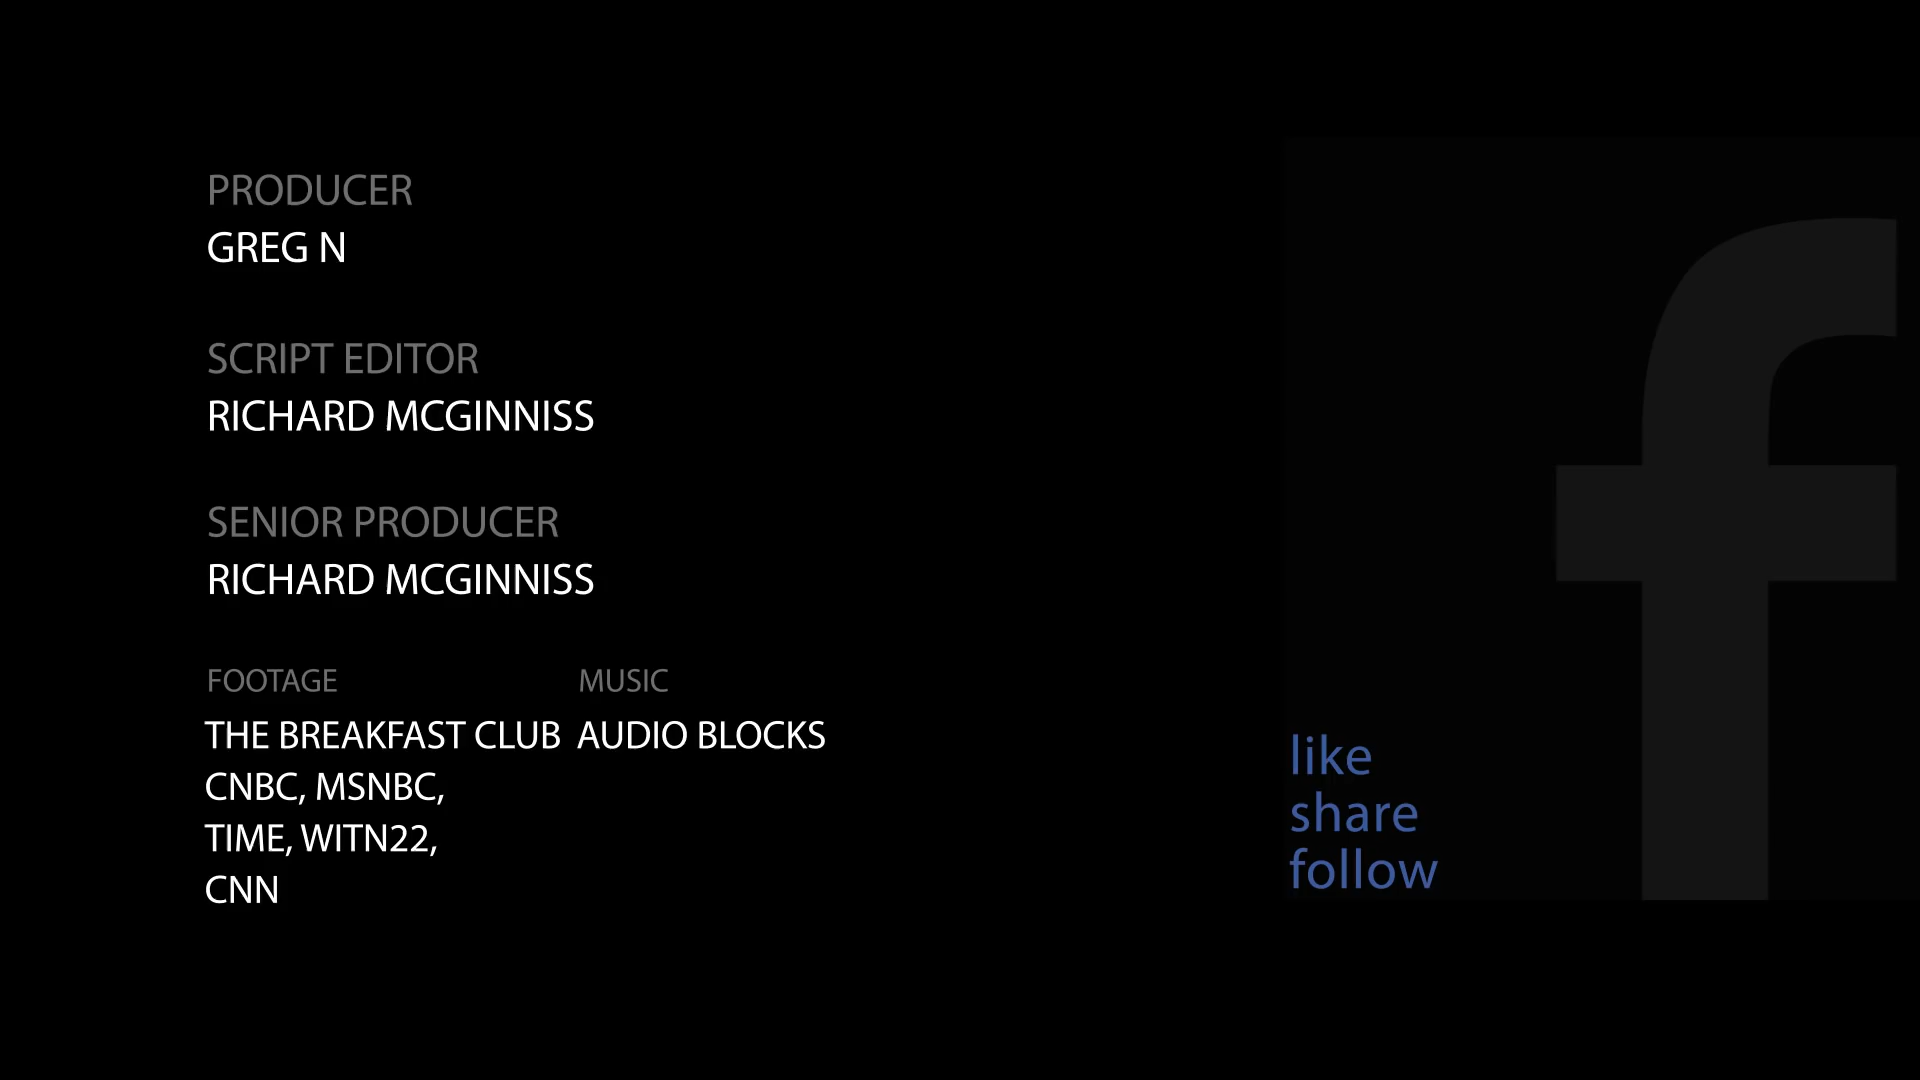 PRODUCER
GREG N
SCRIPT EDITOR
RICHARD MCGINNISS
SENIOR PRODUCER
RICHARD MCGINNISS
FOOTAGE
THE BREAKFAST CLUB
CNBC, MSNBC,
TIME, WITN22,
CNN
MUSIC
AUDIO BLOCKS
like
share
follow
f